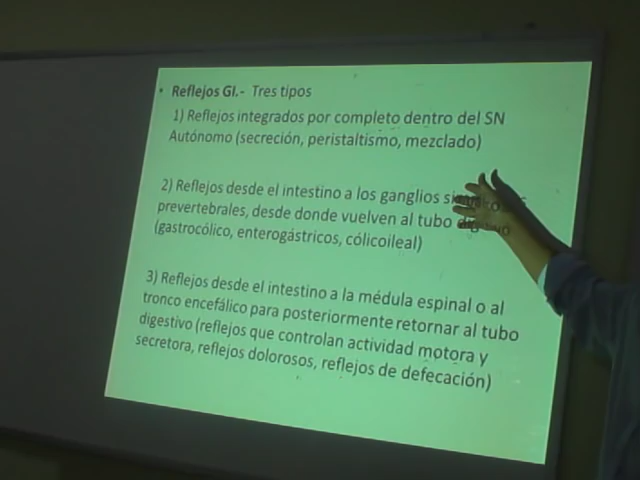 • Reflejos GI.- Tres tipos
1) Reflejos integrados por completo dentro del SN
Autónomo (secreción, peristaltismo, mezclado)
2) Reflejos desde el intestino a los ganglios
prevertebrales, desde donde vuelven al tubo
(gastrocólico, enterogástricos, cólicoileal)
3) Reflejos desde el intestino a la médula espinal o al
tronco encefálico para posteriormente retornar al tubo
digestivo (reflejos que controlan actividad motora y
secretora, reflejos dolorosos, reflejos de defecación)